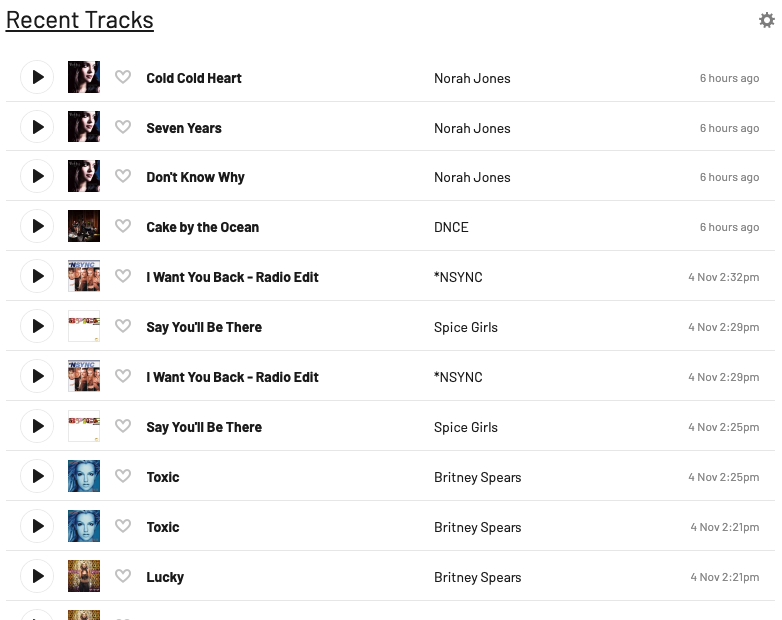 Recent Tracks
Cold Cold Heart Norah Jones 6 hours ago
Seven Years Norah Jones 6 hours ago
Don't Know Why Norah Jones 6 hours ago
Cake by the Ocean DNCE 6 hours ago
I Want You Back - Radio Edit *NSYNC 4 Nov 2:32pm
Say You'll Be There Spice Girls 4 Nov 2:29pm
I Want You Back - Radio Edit *NSYNC 4 Nov 2:29pm
Say You'll Be There Spice Girls 4 Nov 2:25pm
Toxic Britney Spears 4 Nov 2:25pm
Toxic Britney Spears 4 Nov 2:21pm
Lucky Britney Spears 4 Nov 2:21pm